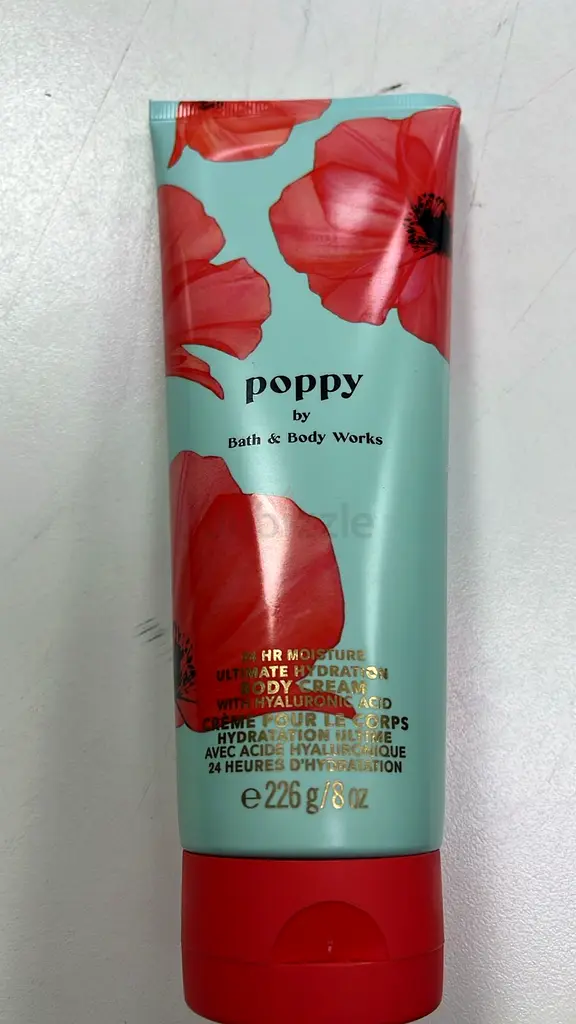 poppy
by
Bath & Body Works
24 HR MOISTURE
ULTIMATE HYDRATION
BODY CREAM
WITH HYALURONIC ACID
CRÈME POUR LE CORPS
HYDRATATION ULTIME
AVEC ACIDE HYALURONIQUE
24 HEURES D'HYDRATATION
e 226 g/8 oz